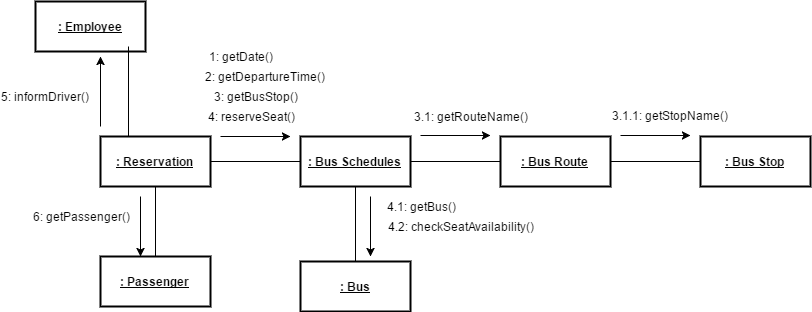 : Employee
1: getDate()
2: getDepartureTime()
5: informDriver()
3: getBusStop()
4: reserveSeat()
3.1: getRouteName()
3.1.1: getStopName()
: Reservation
: Bus Schedules
: Bus Route
: Bus Stop
6: getPassenger()
4.1: getBus()
4.2: checkSeatAvailability()
: Passenger
: Bus